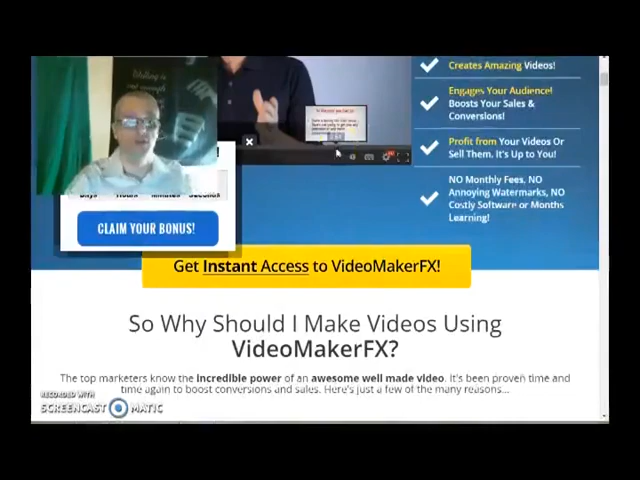 Creates Amazing Videos!
Engages Your Audience!
Boosts Your Sales &
Conversions!
Profit from Your Videos Or
Sell Them, It's Up to You!
NO Monthly Fees, NO
Annoying Watermarks, NO
Costly Software or Months
Learning!
Days Hours Minutes Seconds
CLAIM YOUR BONUS!
Get Instant Access to VideoMakerFX!
So Why Should I Make Videos Using
VideoMakerFX?
The top marketers know the incredible power of an awesome well made video. It's been proven time and
time again to boost conversions and sales. Here's just a few of the many reasons...
RECORDED WITH
SCREENCAST MATIC